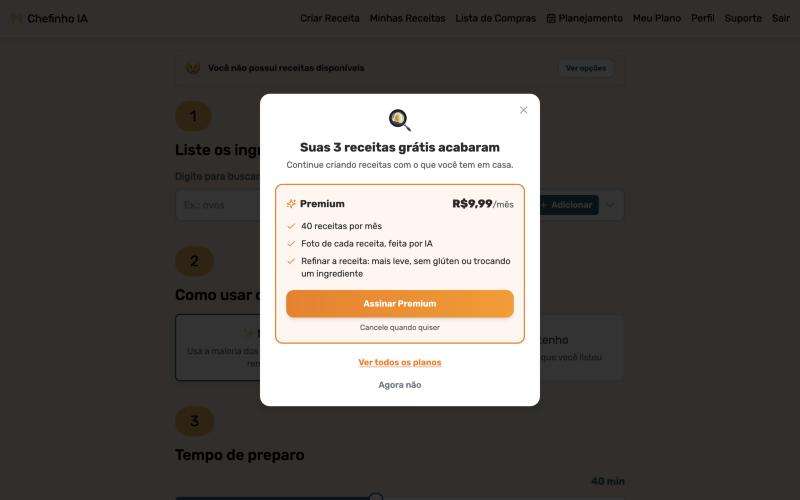 Chefinho IA
Criar Receita Minhas Receitas Lista de Compras Planejamento Meu Plano Perfil Suporte Sair
Você não possui receitas disponíveis
Ver opções
1
Liste os
Digite para buscar
Ex.: ovos
Adicionar
2
Como usar
Usa a maioria dos
que você listou
3
Tempo de preparo
40 min
Suas 3 receitas grátis acabaram
Continue criando receitas com o que você tem em casa.
Premium
R$9,99/mês
40 receitas por mês
Foto de cada receita, feita por IA
Refinar a receita: mais leve, sem glúten ou trocando
um ingrediente
Assinar Premium
Cancele quando quiser
Ver todos os planos
Agora não